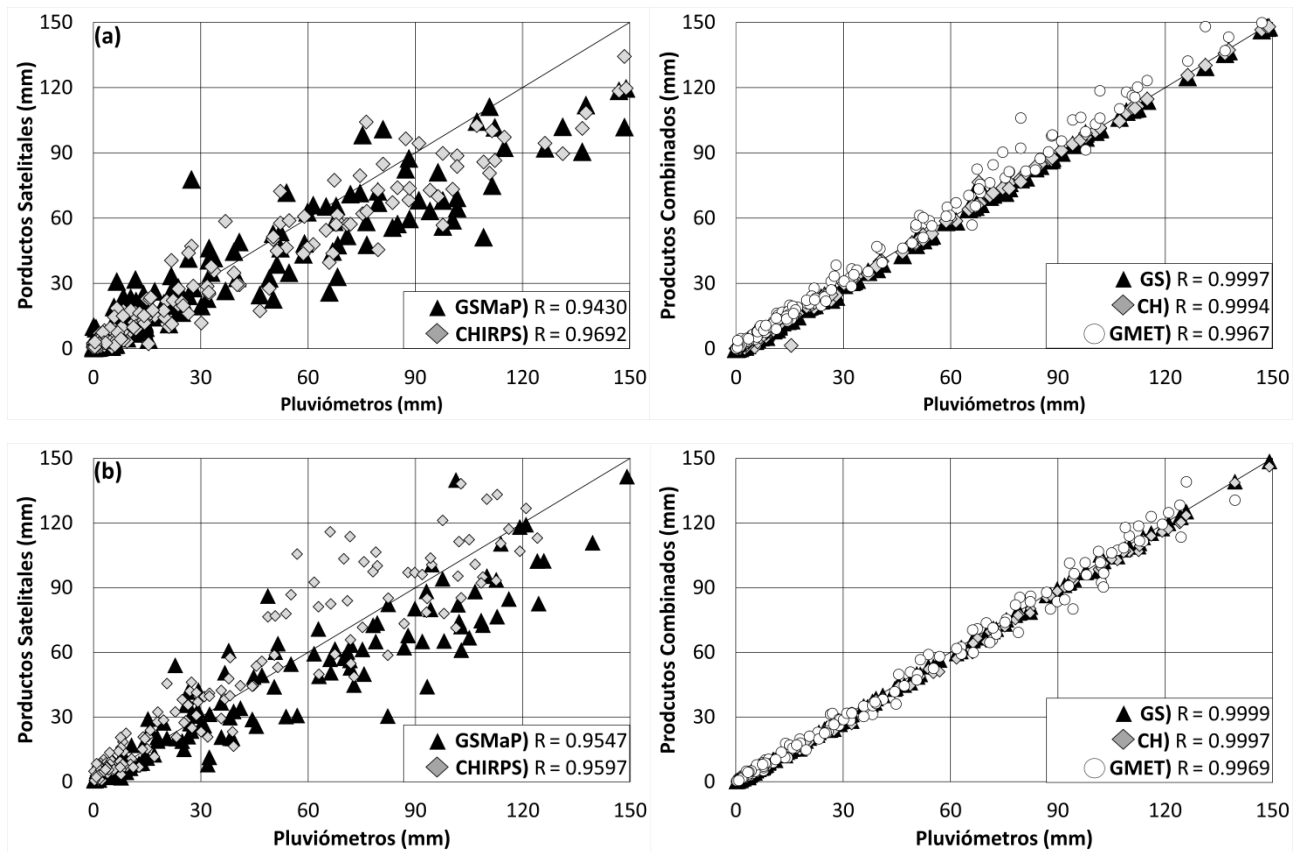 (a)
Porductos Satelitales (mm)
150
120
90
60
30
0
0 30 60 90 120 150
Pluviómetros (mm)
GSMaP) R = 0.9430
CHIRPS) R = 0.9692
Prodcutos Combinados (mm)
150
120
90
60
30
0
0 30 60 90 120 150
Pluviómetros (mm)
GS) R = 0.9997
CH) R = 0.9994
GMET) R = 0.9967
(b)
Porductos Satelitales (mm)
150
120
90
60
30
0
0 30 60 90 120 150
Pluviómetros (mm)
GSMaP) R = 0.9547
CHIRPS) R = 0.9597
Prodcutos Combinados (mm)
150
120
90
60
30
0
0 30 60 90 120 150
Pluviómetros (mm)
GS) R = 0.9999
CH) R = 0.9997
GMET) R = 0.9969